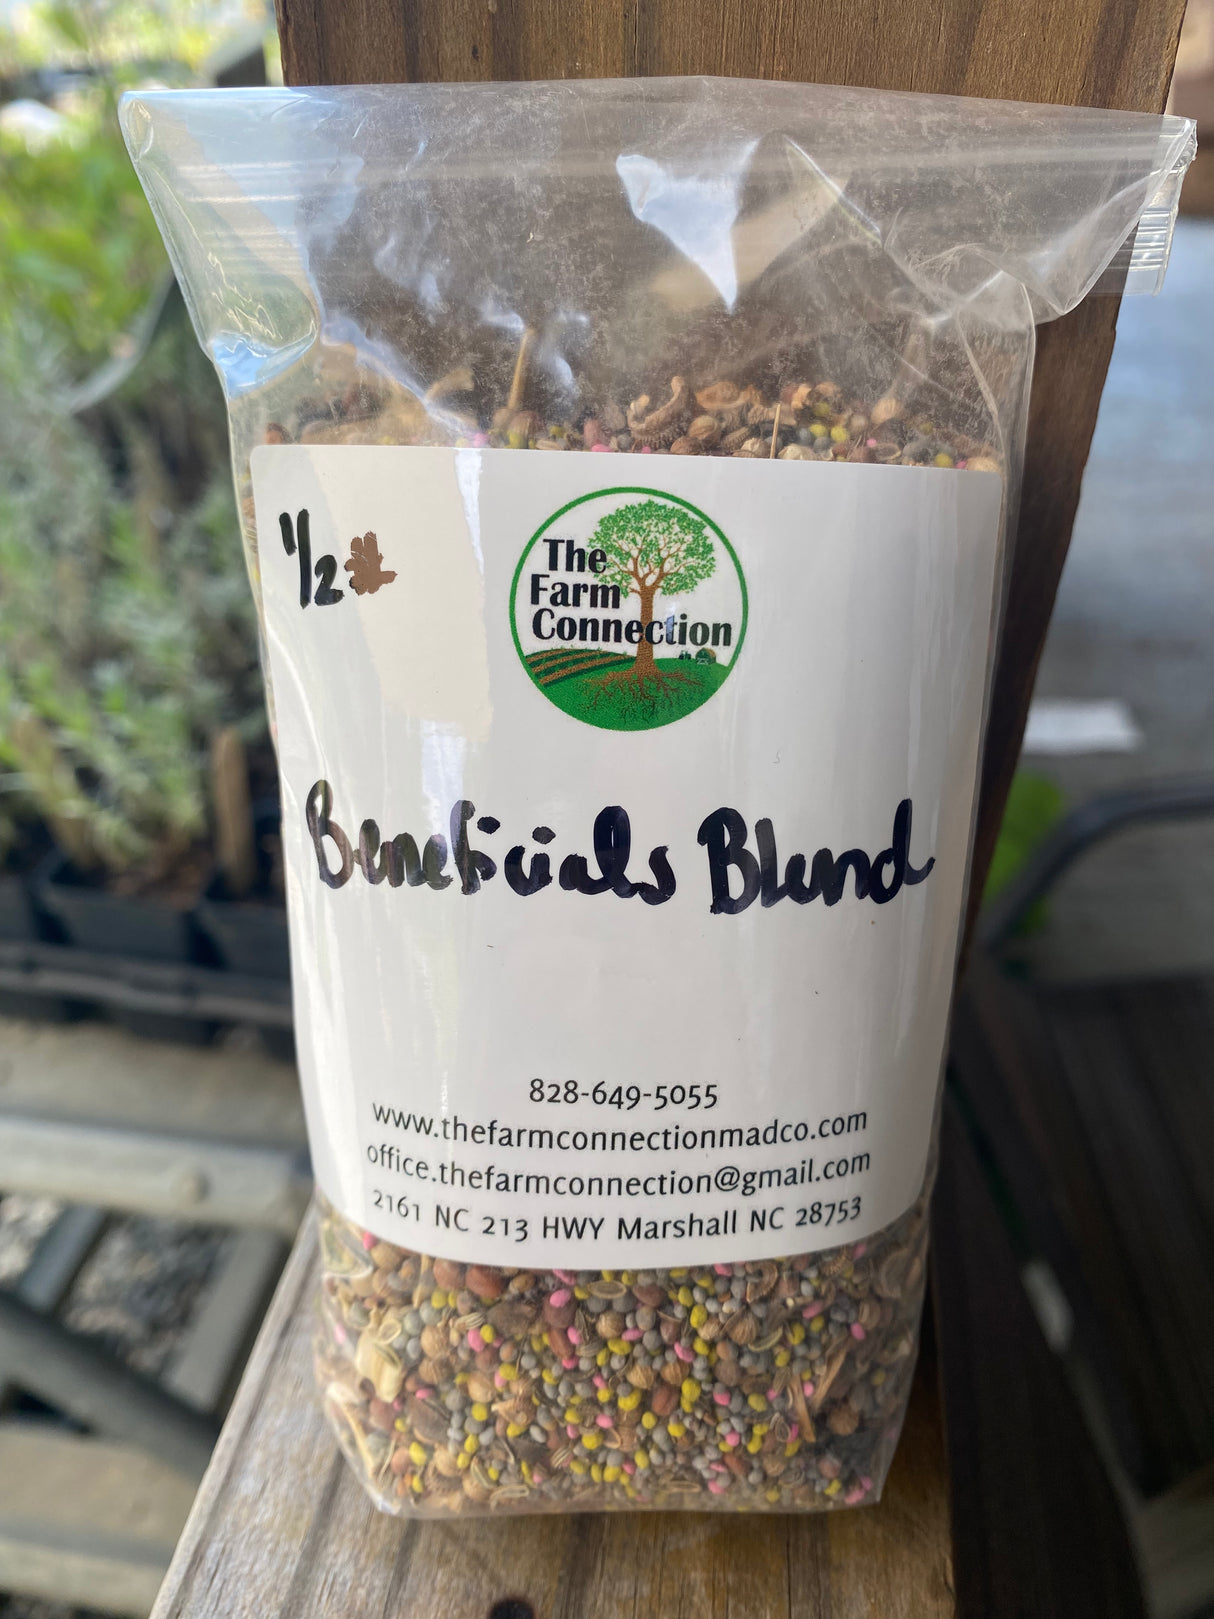 1/2
The
Farm
Connection
Beneficials Blend
828-649-5055
www.thefarmconnectionmadco.com
office.thefarmconnection@gmail.com
2161 NC 213 HWY Marshall NC 28753